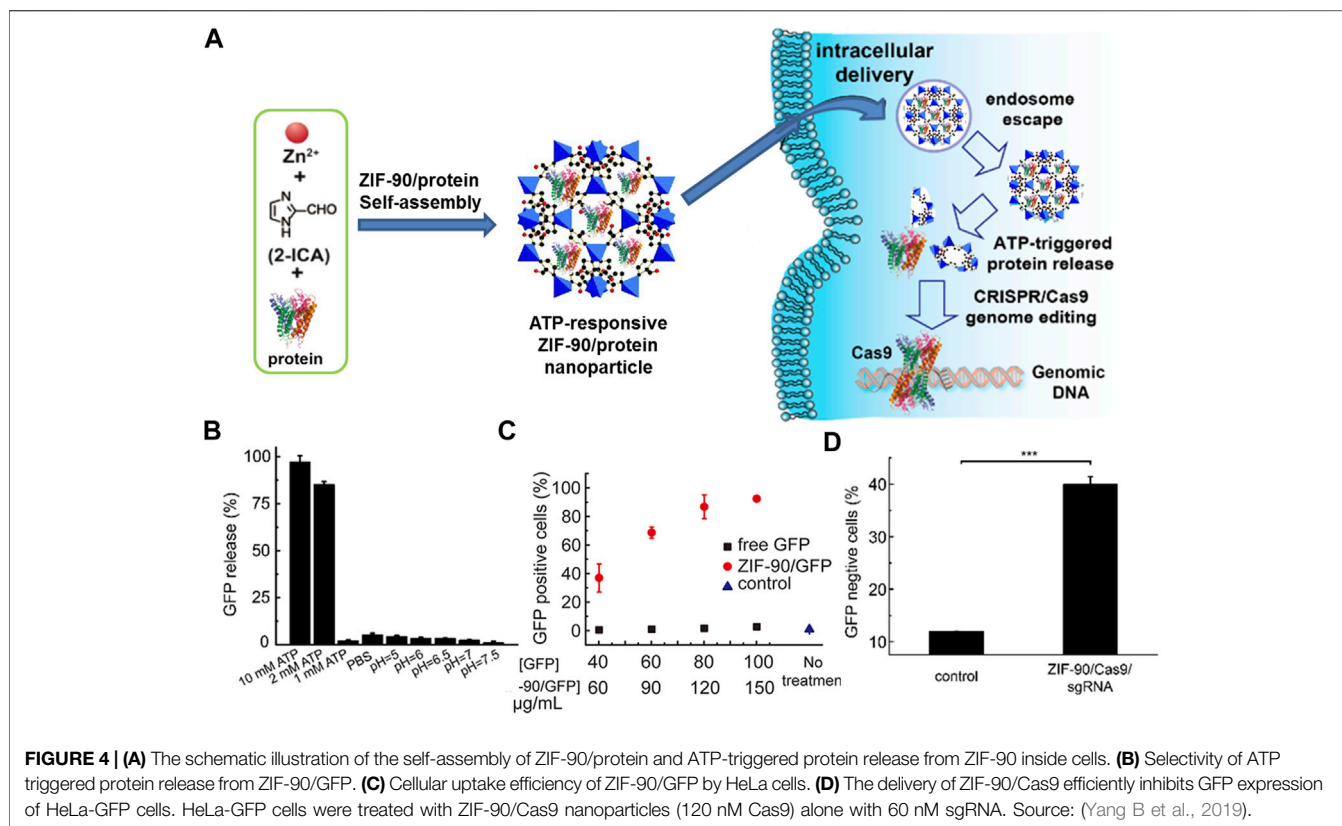 A
Zn2+
+
CHO
N
N
H
(2-ICA)
+
protein
ZIF-90/protein
Self-assembly
ATP-responsive
ZIF-90/protein
nanoparticle
intracellular
delivery
endosome
escape
ATP-triggered
protein release
CRISPR/Cas9
genome editing
Cas9
Genomic
DNA
B
GFP release (%)
100
75
50
25
0
10 mM ATP
2 mM ATP
1 mM ATP
PBS
pH=5
pH=6
pH=6.5
pH=7
pH=7.5
C
GFP positive cells (%)
100
80
60
40
20
0
free GFP
ZIF-90/GFP
control
[GFP] 40 60 80 100 No
treatmen
-90/GFP] 60 90 120 150
µg/mL
D
GFP negtive cells (%
40
30
20
10
***
control
ZIF-90/Cas9/
sgRNA
FIGURE 4 | (A) The schematic illustration of the self-assembly of ZIF-90/protein and ATP-triggered protein release from ZIF-90 inside cells. (B) Selectivity of ATP
triggered protein release from ZIF-90/GFP. (C) Cellular uptake efficiency of ZIF-90/GFP by HeLa cells. (D) The delivery of ZIF-90/Cas9 efficiently inhibits GFP expression
of HeLa-GFP cells. HeLa-GFP cells were treated with ZIF-90/Cas9 nanoparticles (120 nM Cas9) alone with 60 nM sgRNA. Source: (Yang B et al., 2019).